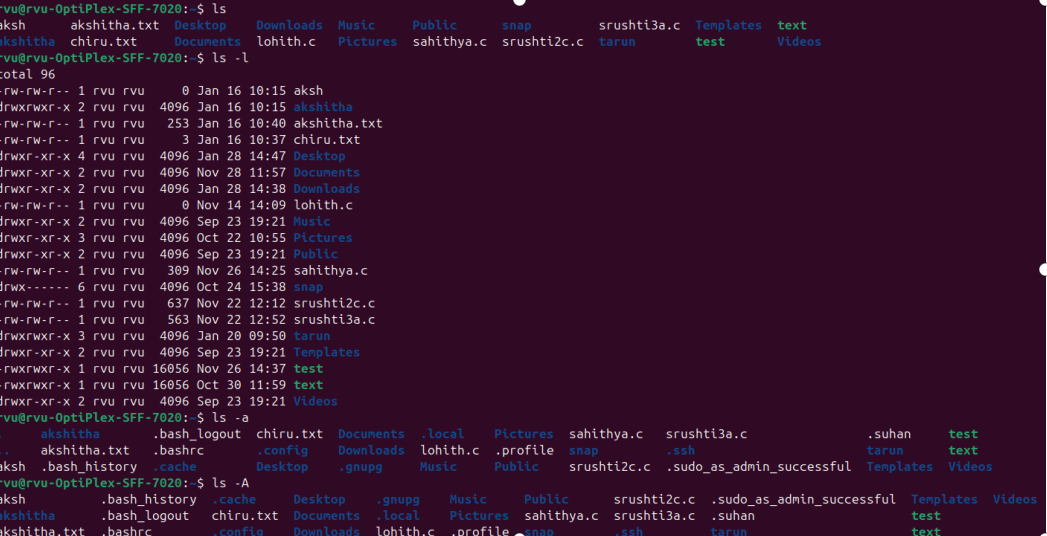 rvu@rvu-OptiPlex-SFF-7020:~$ ls
aksh akshitha.txt Desktop Downloads Music Public snap srushti3a.c Templates text
akshitha chiru.txt Documents lohith.c Pictures sahithya.c srushti2c.c tarun test Videos
rvu@rvu-OptiPlex-SFF-7020:~$ ls -l
total 96
-rw-rw-r-- 1 rvu rvu 0 Jan 16 10:15 aksh
drwxrwxr-x 2 rvu rvu 4096 Jan 16 10:15 akshitha
-rw-rw-r-- 1 rvu rvu 253 Jan 16 10:40 akshitha.txt
-rw-rw-r-- 1 rvu rvu 3 Jan 16 10:37 chiru.txt
drwxr-xr-x 4 rvu rvu 4096 Jan 28 14:47 Desktop
drwxr-xr-x 2 rvu rvu 4096 Nov 28 11:57 Documents
drwxr-xr-x 2 rvu rvu 4096 Jan 28 14:38 Downloads
-rw-rw-r-- 1 rvu rvu 0 Nov 14 14:09 lohith.c
drwxr-xr-x 2 rvu rvu 4096 Sep 23 19:21 Music
drwxr-xr-x 3 rvu rvu 4096 Oct 22 10:55 Pictures
drwxr-xr-x 2 rvu rvu 4096 Sep 23 19:21 Public
-rw-rw-r-- 1 rvu rvu 309 Nov 26 14:25 sahithya.c
drwx------ 6 rvu rvu 4096 Oct 24 15:38 snap
-rw-rw-r-- 1 rvu rvu 637 Nov 22 12:12 srushti2c.c
-rw-rw-r-- 1 rvu rvu 563 Nov 22 12:52 srushti3a.c
drwxrwxr-x 3 rvu rvu 4096 Jan 20 09:50 tarun
drwxr-xr-x 2 rvu rvu 4096 Sep 23 19:21 Templates
-rwxrwxr-x 1 rvu rvu 16056 Nov 26 14:37 test
-rwxrwxr-x 1 rvu rvu 16056 Oct 30 11:59 text
drwxr-xr-x 2 rvu rvu 4096 Sep 23 19:21 Videos
rvu@rvu-OptiPlex-SFF-7020:~$ ls -a
. akshitha .bash_logout chiru.txt Documents .local Pictures sahithya.c srushti3a.c .suhan test
.. akshitha.txt .bashrc .config Downloads lohith.c .profile snap .ssh tarun text
aksh .bash_history .cache Desktop .gnupg Music Public srushti2c.c .sudo_as_admin_successful Templates Videos
rvu@rvu-OptiPlex-SFF-7020:~$ ls -A
aksh .bash_history .cache Desktop .gnupg Music Public srushti2c.c .sudo_as_admin_successful Templates Videos
akshitha .bash_logout chiru.txt Documents .local Pictures sahithya.c srushti3a.c .suhan test
akshitha.txt .bashrc .config Downloads lohith.c .profile snap .ssh tarun text